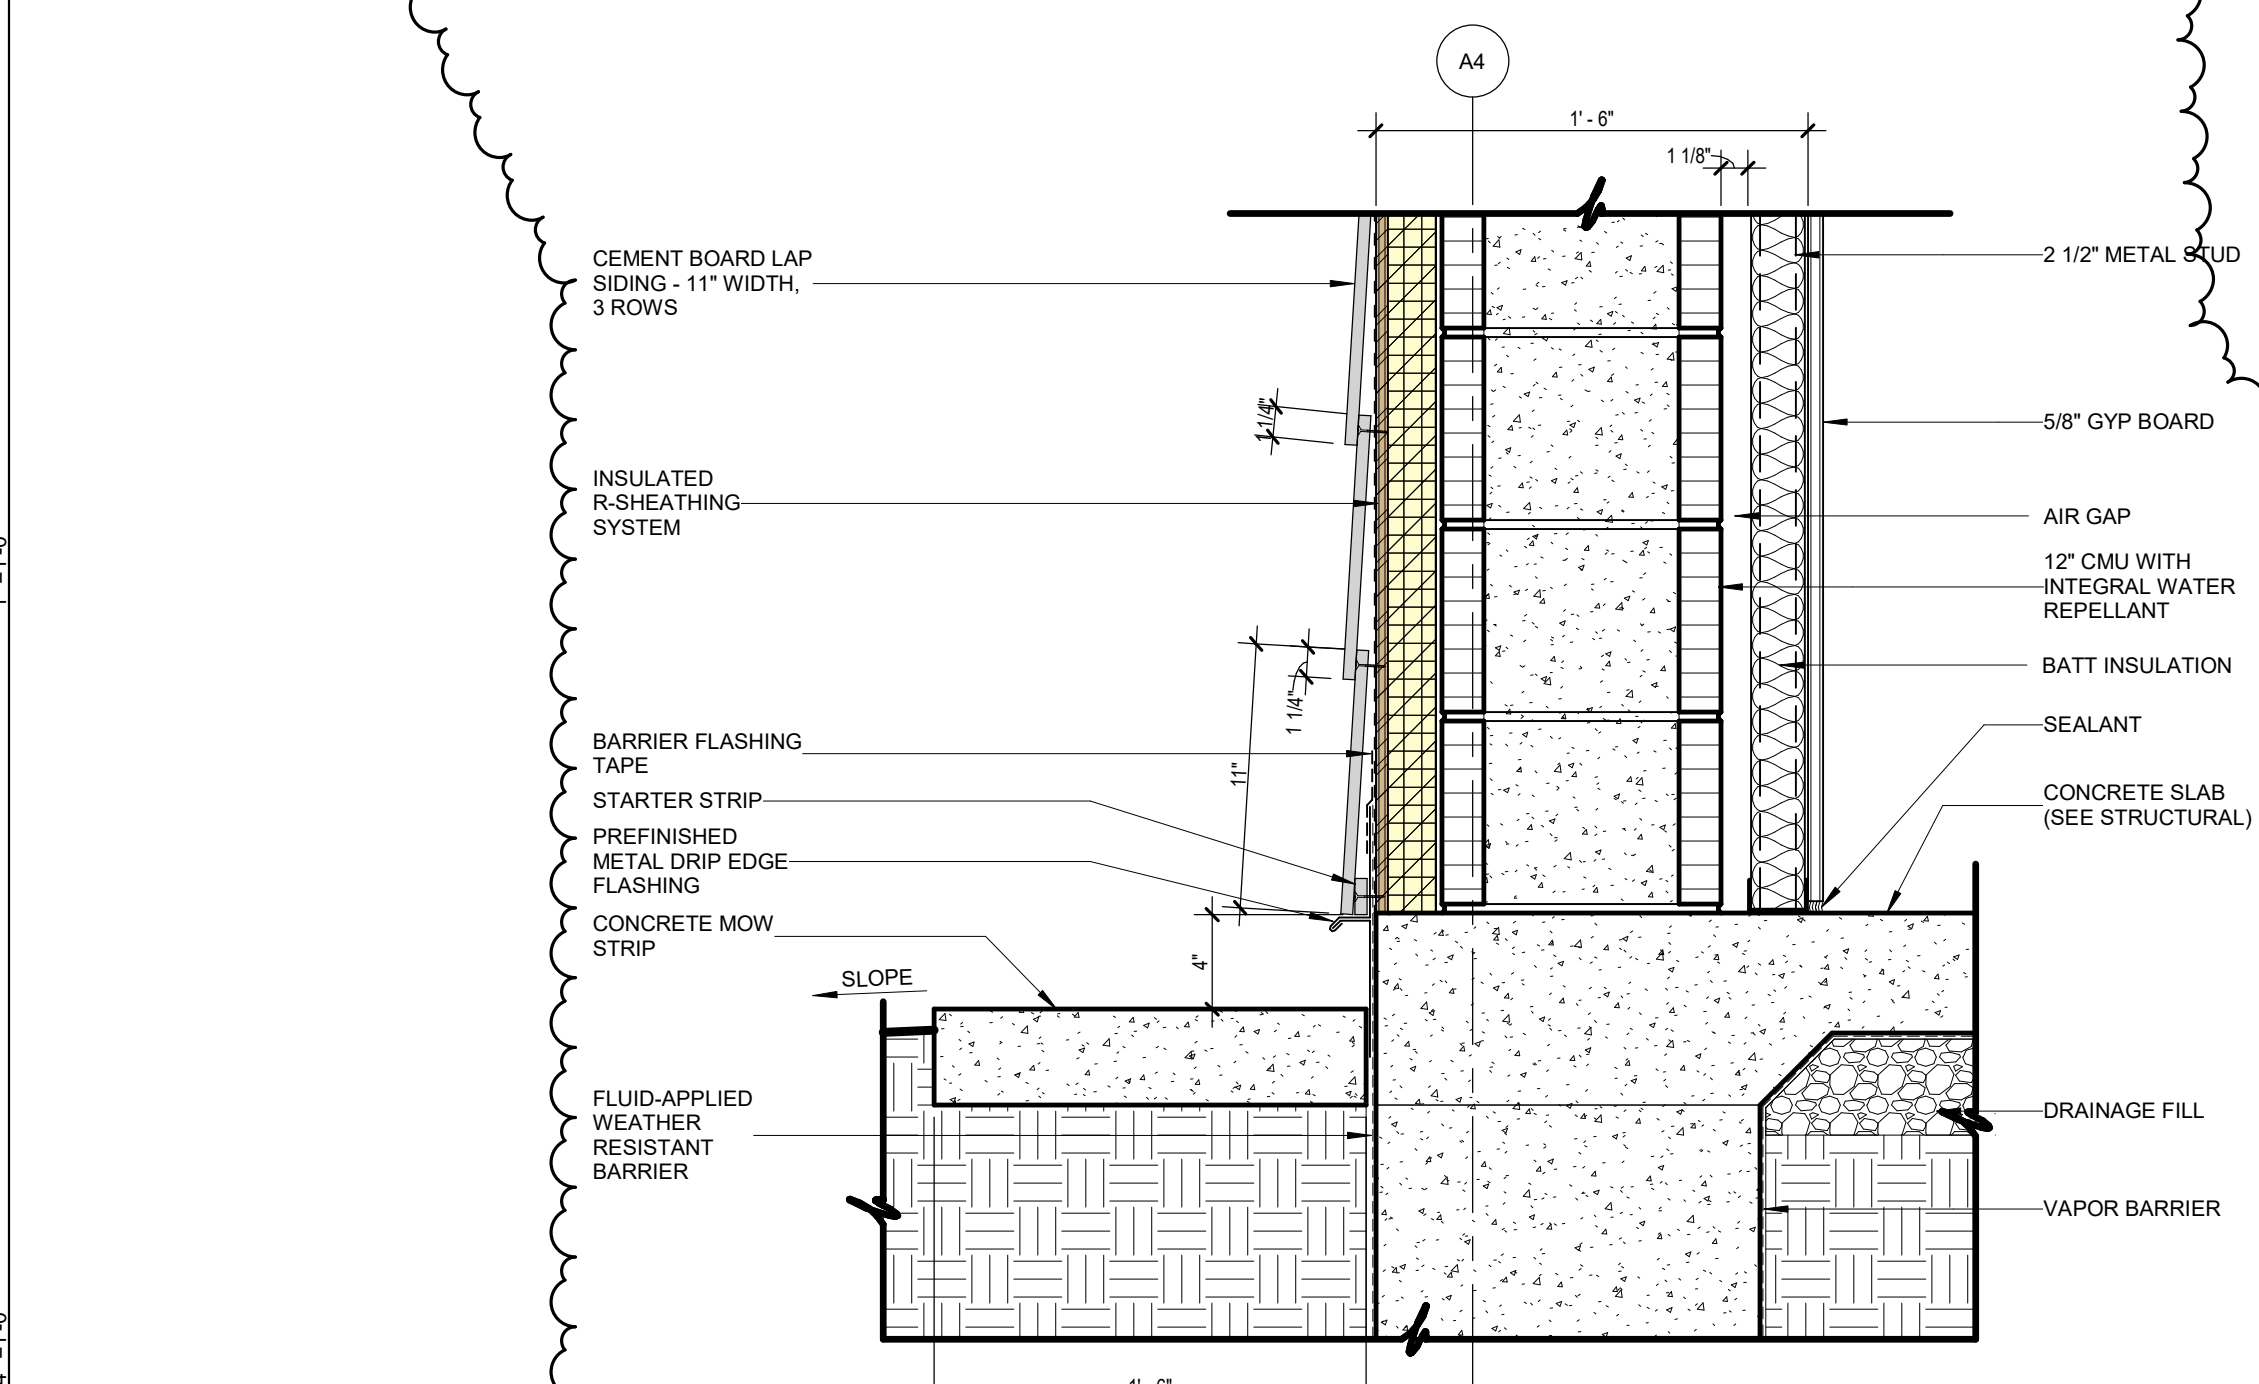 A4
1' - 6"
1 1/8"
CEMENT BOARD LAP
SIDING - 11" WIDTH,
3 ROWS
2 1/2" METAL STUD
1 1/4"
5/8" GYP BOARD
INSULATED
R-SHEATHING
SYSTEM
AIR GAP
12" CMU WITH
INTEGRAL WATER
REPELLANT
BATT INSULATION
1 1/4"
SEALANT
BARRIER FLASHING
TAPE
11"
STARTER STRIP
CONCRETE SLAB
(SEE STRUCTURAL)
PREFINISHED
METAL DRIP EDGE
FLASHING
CONCRETE MOW
STRIP
4"
SLOPE
FLUID-APPLIED
WEATHER
RESISTANT
BARRIER
DRAINAGE FILL
VAPOR BARRIER
1' - 6"